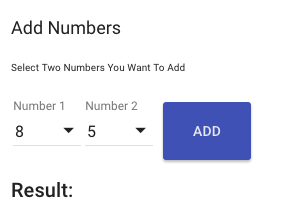 Add Numbers
Select Two Numbers You Want To Add
Number 1 Number 2
8 5 ADD
Result: